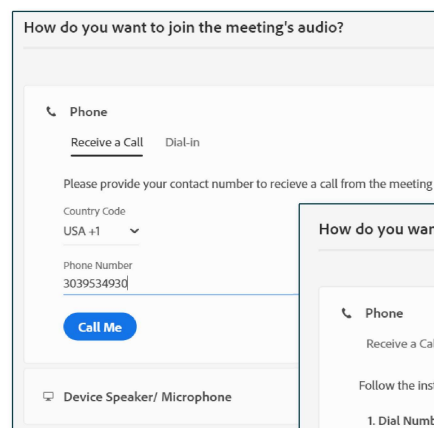 How do you want to join the meeting's audio?
Phone
Receive a Call Dial-in
Please provide your contact number to recieve a call from the meeting
Country Code
USA +1
Phone Number
3039534930
Call Me
Device Speaker/ Microphone
How do you wan
Phone
Receive a Cal
Follow the inst
1. Dial Numb